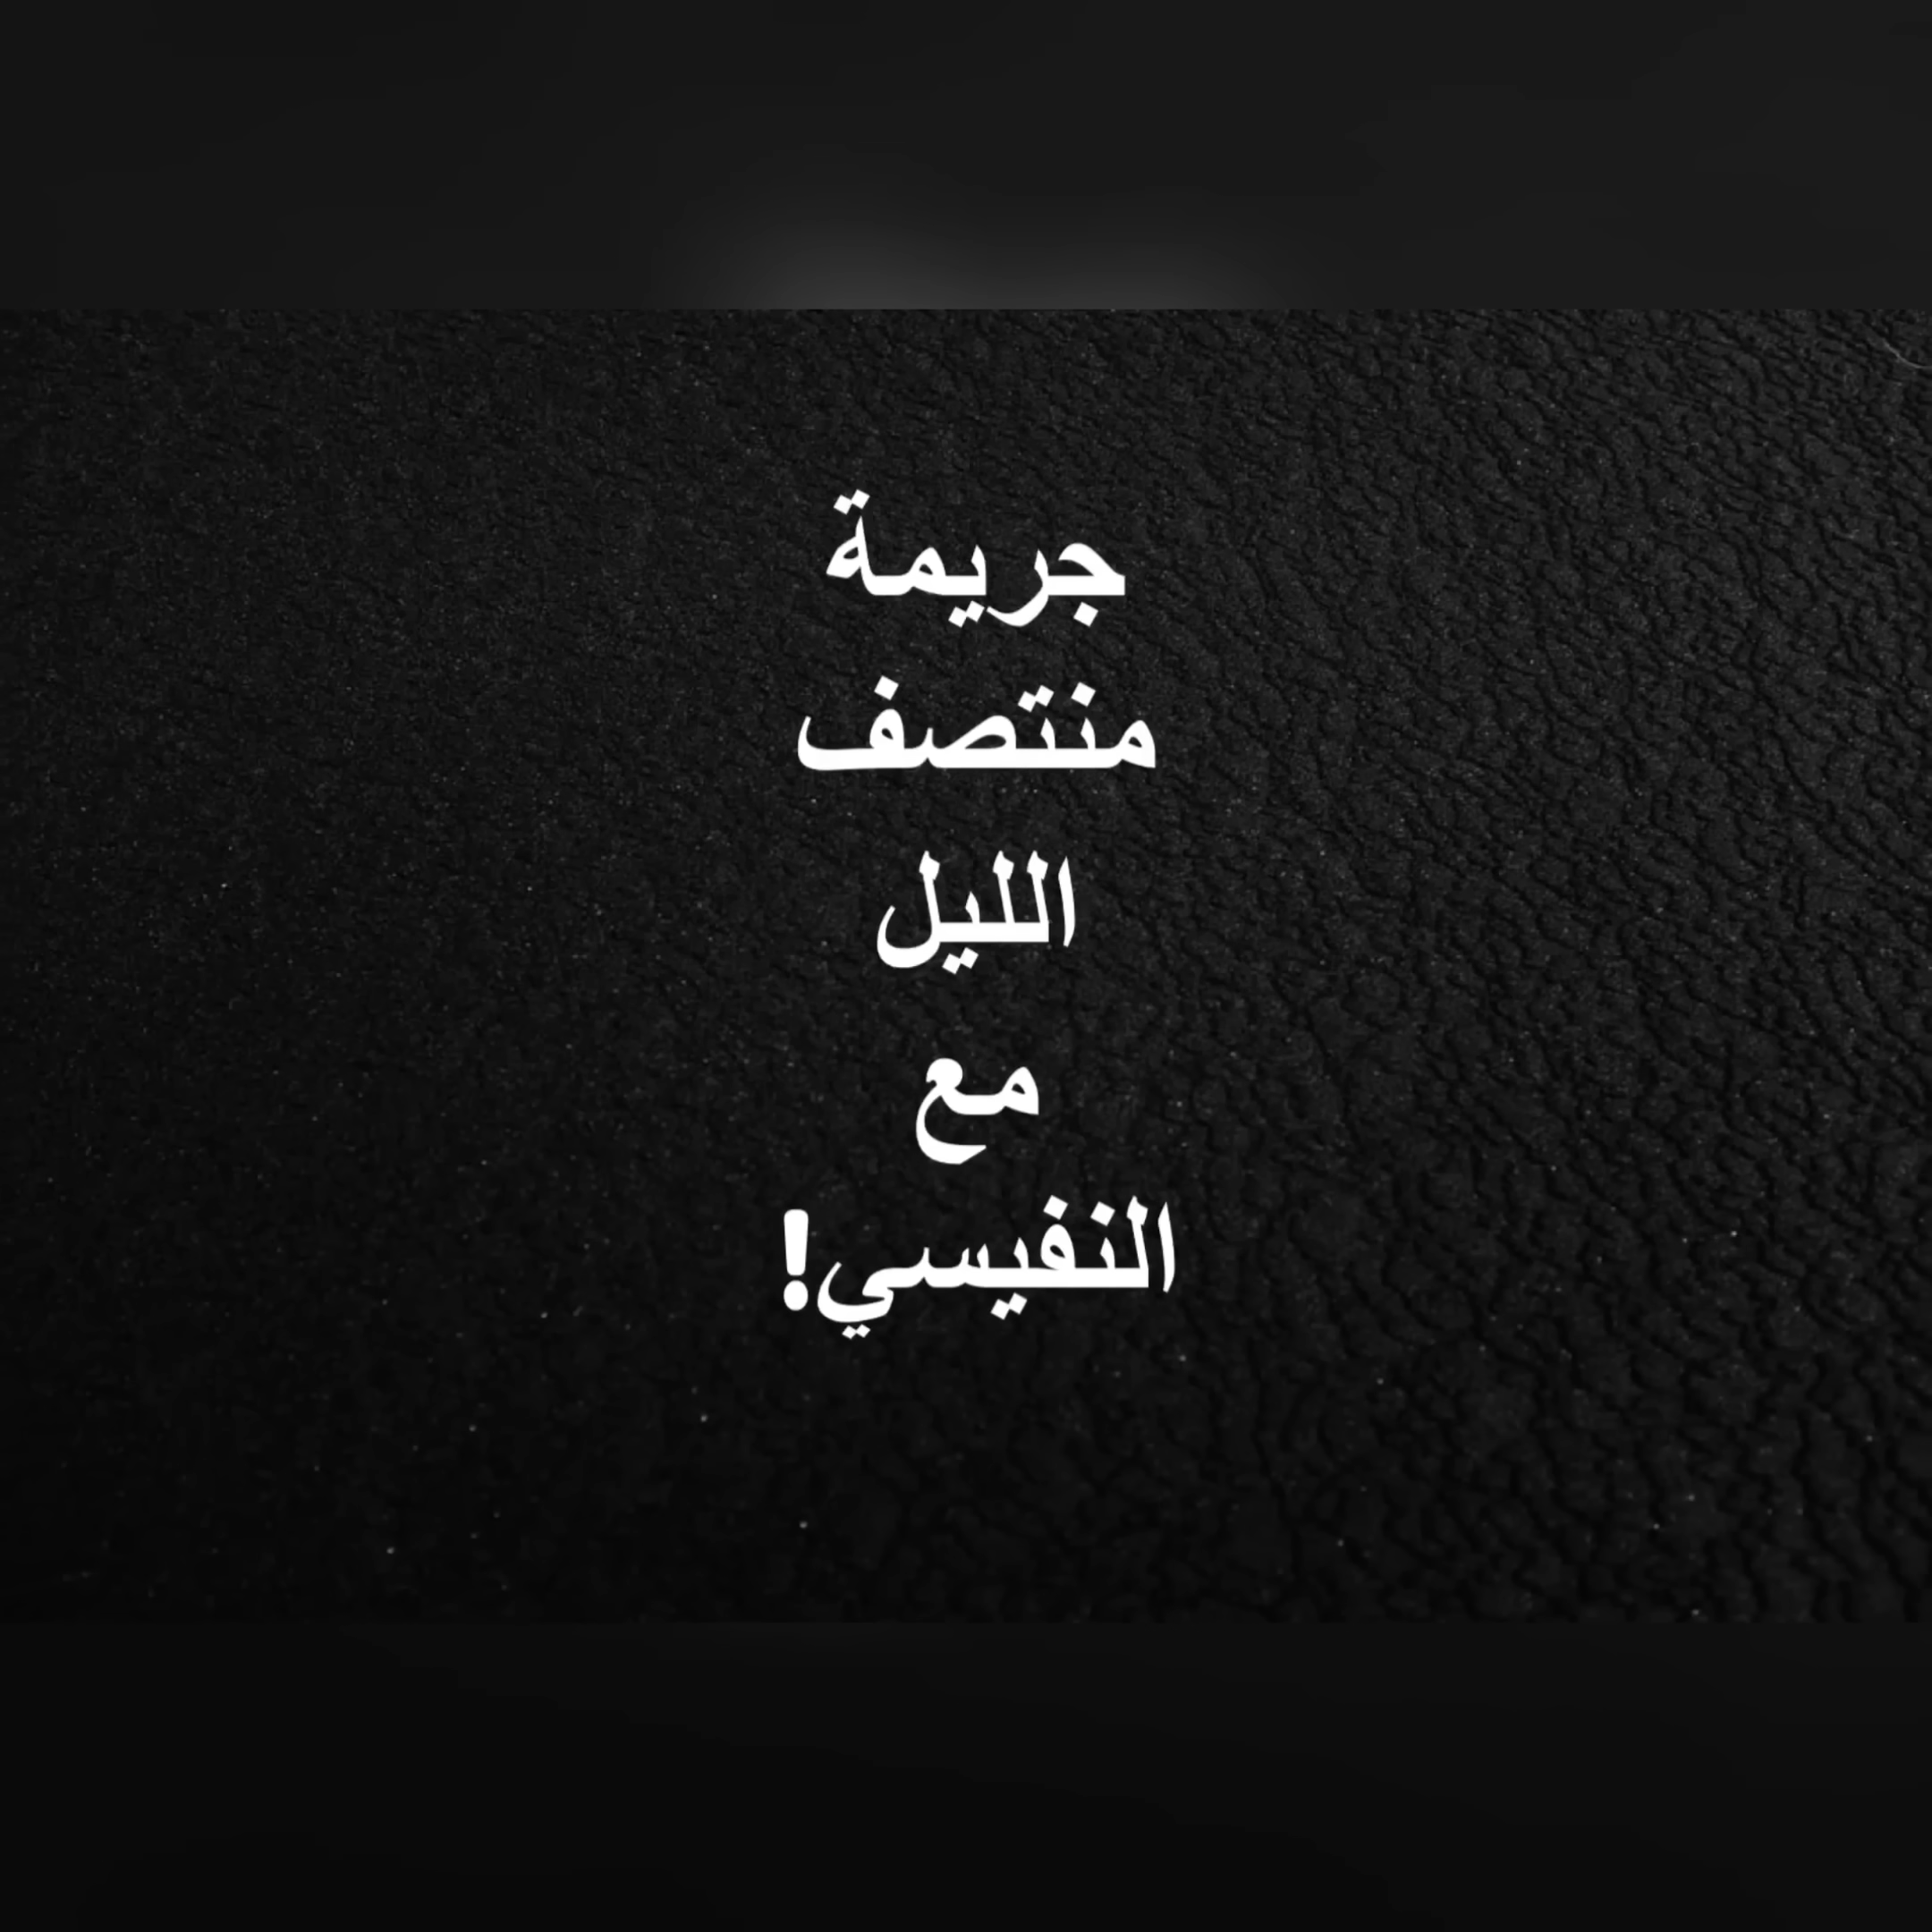 جريمة
منتصف
الليل
مع
النفيسي!